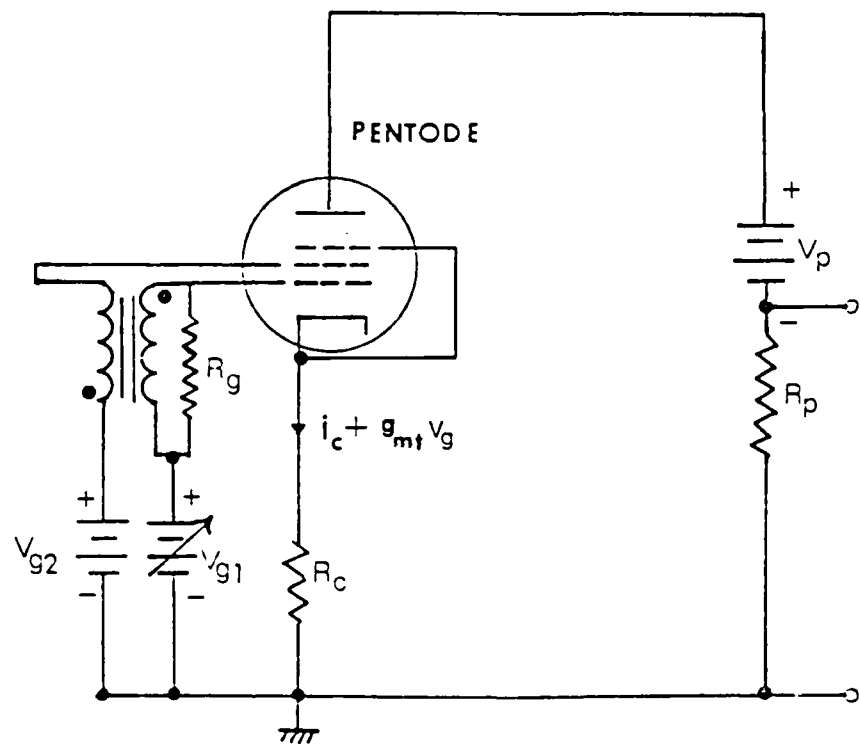 PENTODE
+
Vp
−
Rg
Rp
ic + gmt vg
+
+
Vg2
Vg1
Rc
−
−